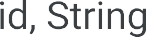 id, String